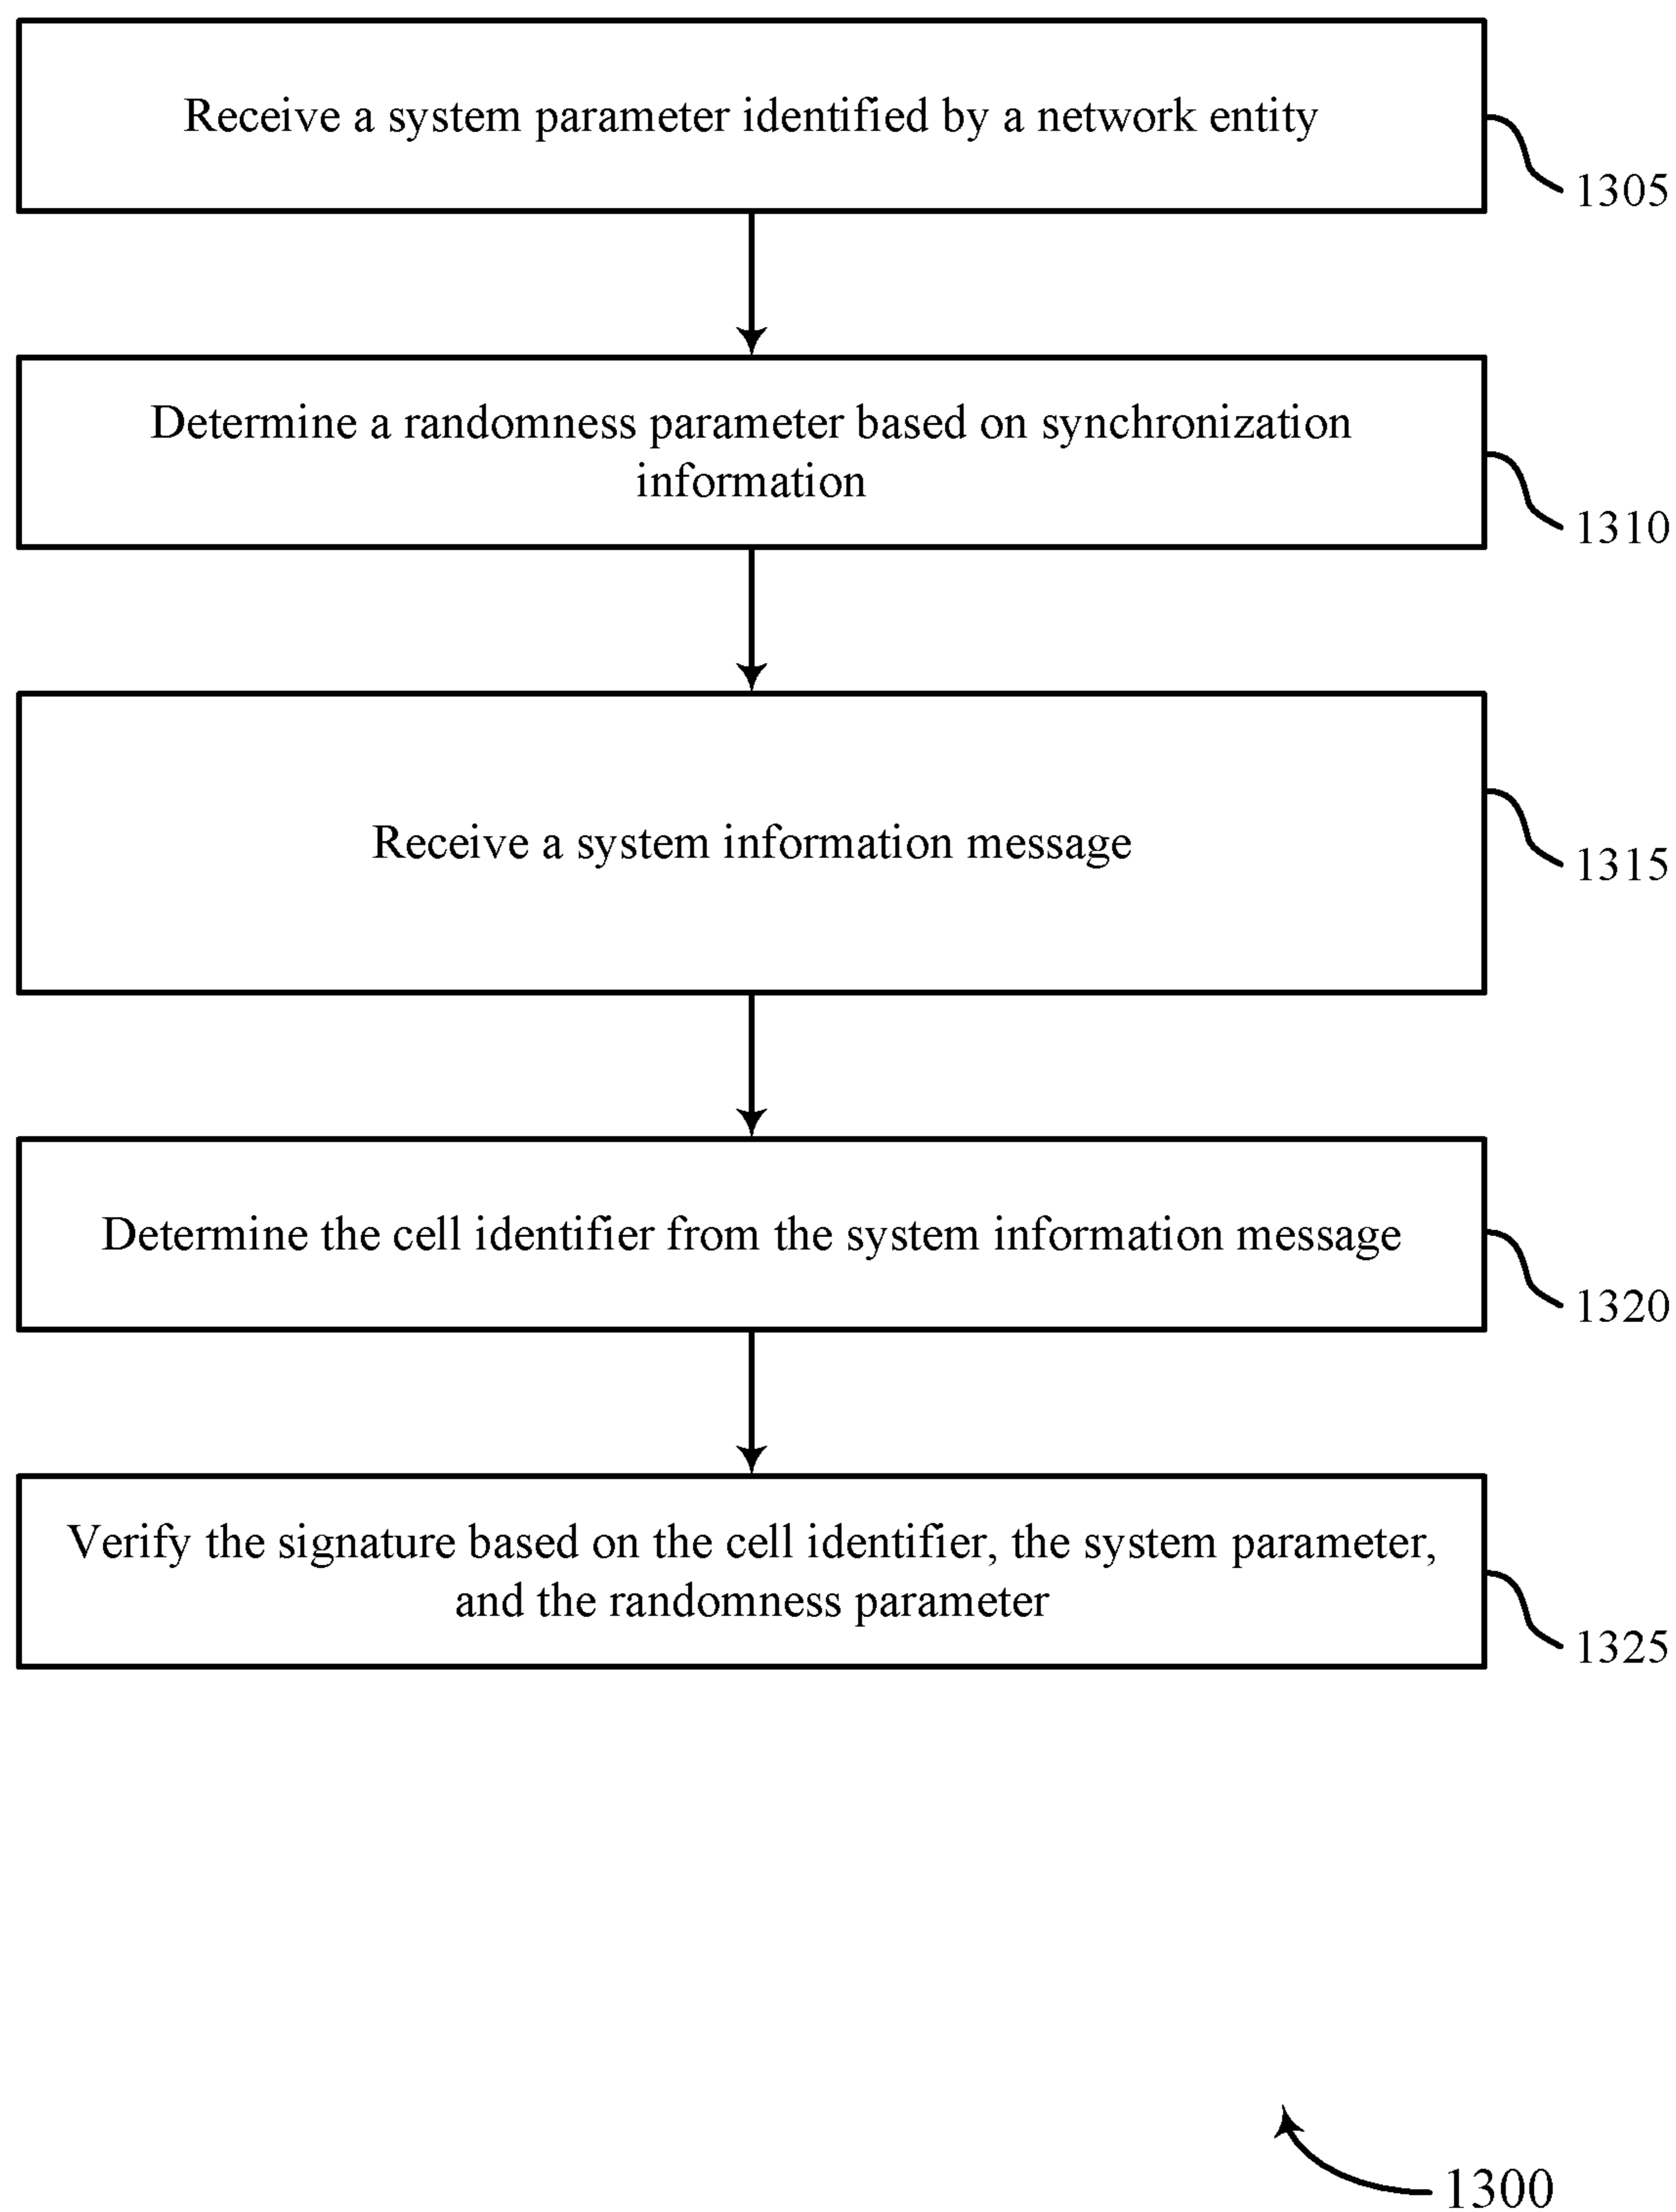 Receive a system parameter identified by a network entity
1305
Determine a randomness parameter based on synchronization
information
1310
Receive a system information message
1315
Determine the cell identifier from the system information message
1320
Verify the signature based on the cell identifier, the system parameter,
and the randomness parameter
1325
1300